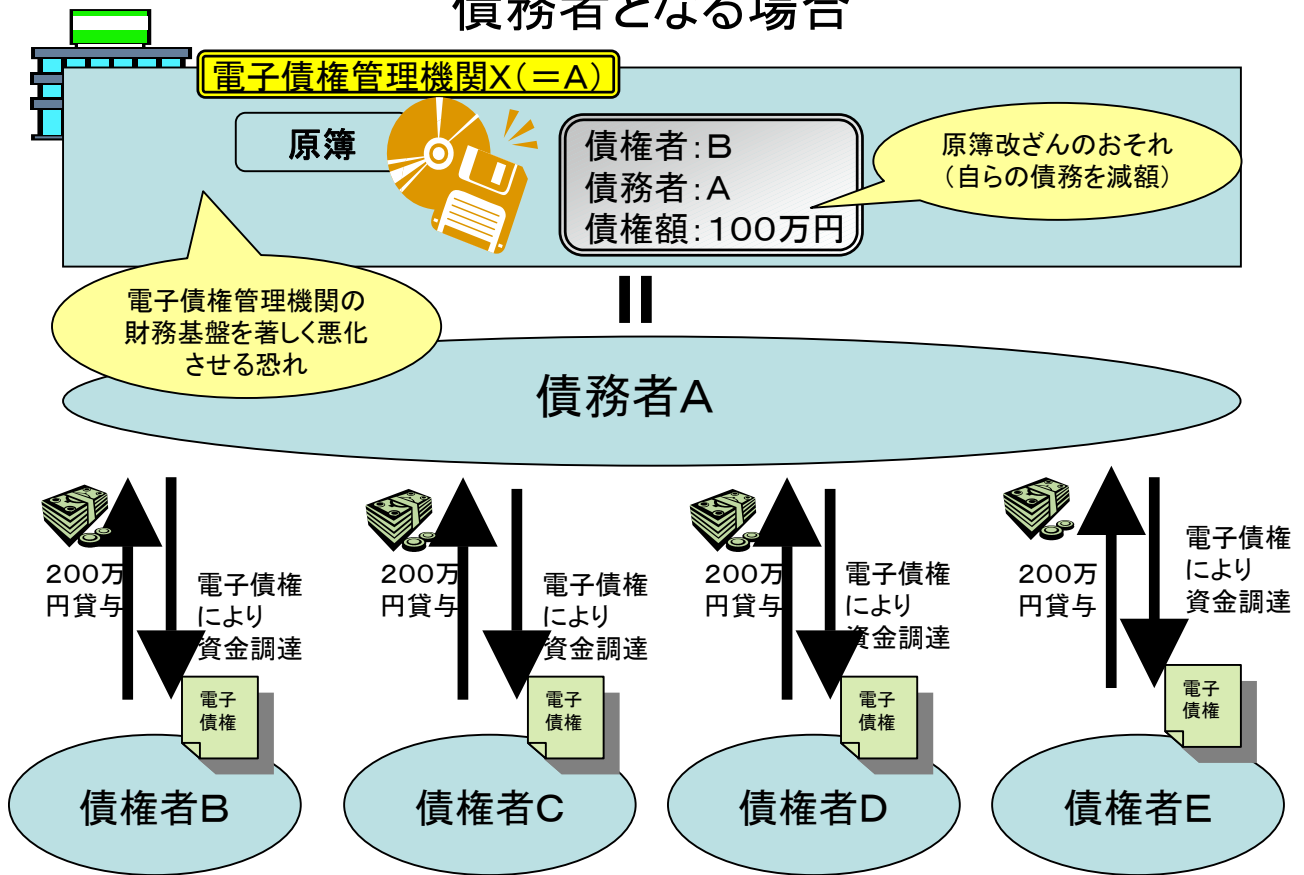 債務者となる場合
電子債権管理機関X(=A)
原簿
債権者:B
債務者:A
債権額:100万円
原簿改ざんのおそれ
(自らの債務を減額)
電子債権管理機関の
財務基盤を著しく悪化
させる恐れ
債務者A
200万
円貸与
電子債権
により
資金調達
200万
円貸与
電子債権
により
資金調達
200万
円貸与
電子債権
により
資金調達
200万
円貸与
電子債権
により
資金調達
電子
債権
電子
債権
電子
債権
電子
債権
債権者B
債権者C
債権者D
債権者E